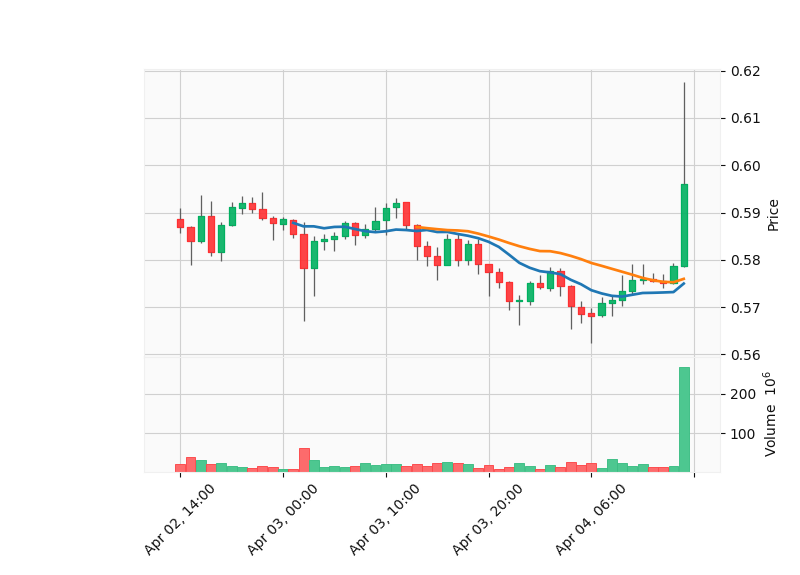 0.62
0.61
0.60
0.59
0.58
0.57
0.56
Price
200
100
Volume 10^6
Apr 02, 14:00
Apr 03, 00:00
Apr 03, 10:00
Apr 03, 20:00
Apr 04, 06:00